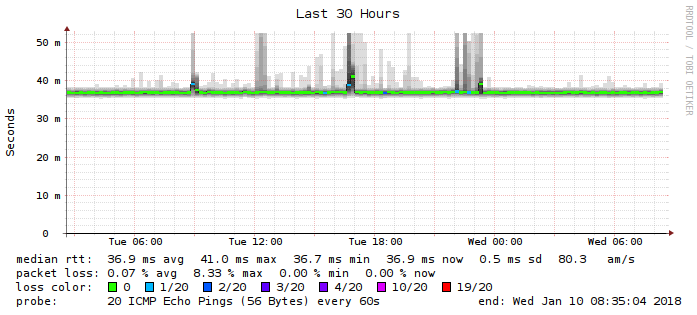 Last 30 Hours
RRDTOOL / TOBI OETIKER
Seconds
50 m
40 m
30 m
20 m
10 m
0
Tue 06:00 Tue 12:00 Tue 18:00 Wed 00:00 Wed 06:00
median rtt: 36.9 ms avg 41.0 ms max 36.7 ms min 36.9 ms now 0.5 ms sd 80.3 am/s
packet loss: 0.07 % avg 8.33 % max 0.00 % min 0.00 % now
loss color: 0 1/20 2/20 3/20 4/20 10/20 19/20
probe: 20 ICMP Echo Pings (56 Bytes) every 60s end: Wed Jan 10 08:35:04 2018